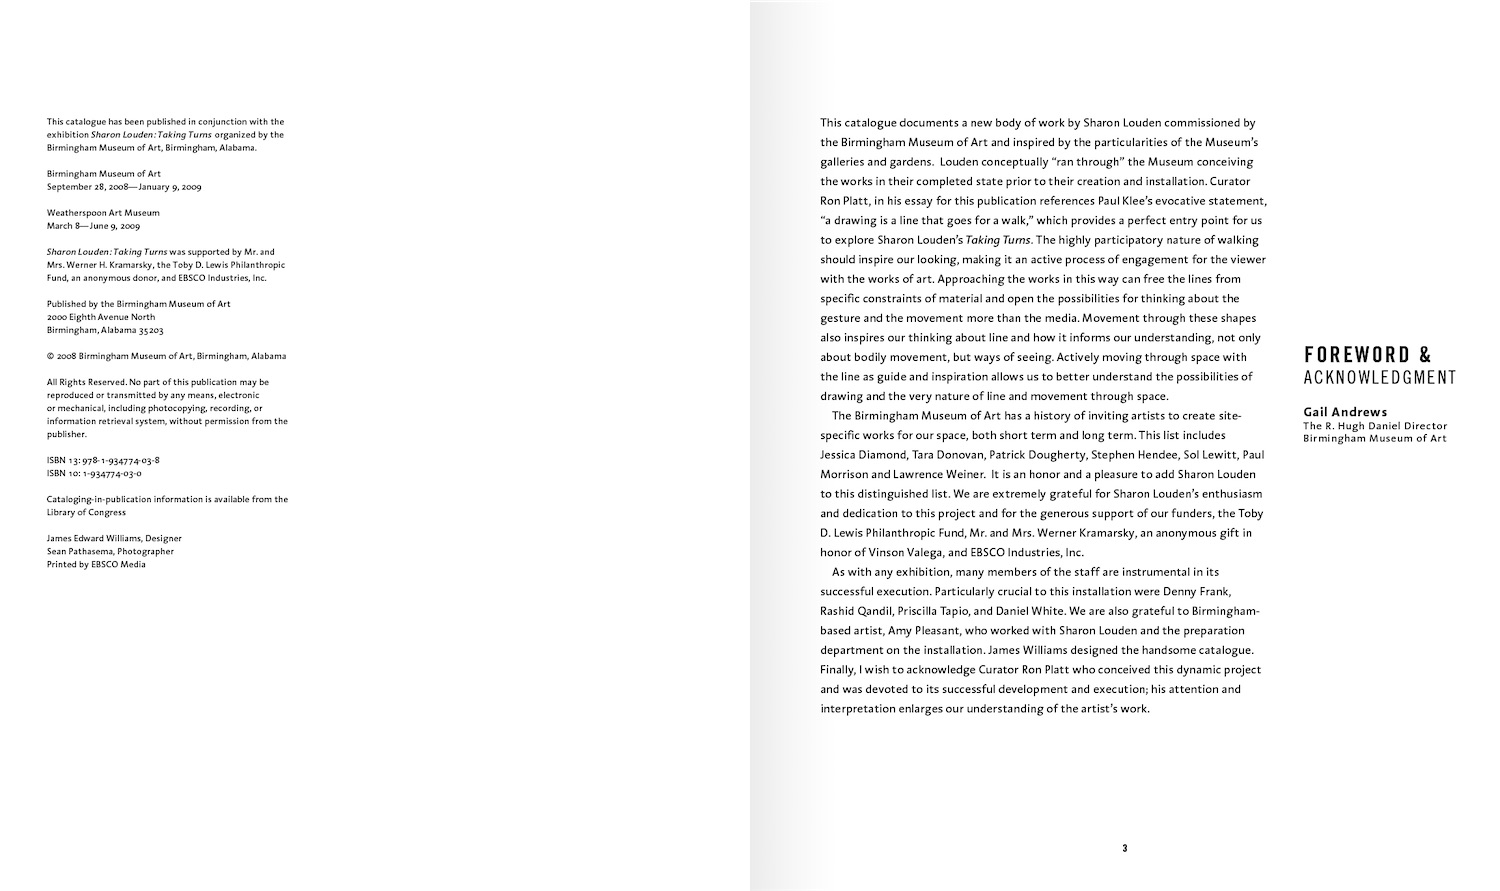 This catalogue has been published in conjunction with the
exhibition Sharon Louden: Taking Turns organized by the
Birmingham Museum of Art, Birmingham, Alabama.
Birmingham Museum of Art
September 28, 2008—January 9, 2009
Weatherspoon Art Museum
March 8—June 9, 2009
Sharon Louden: Taking Turns was supported by Mr. and
Mrs. Werner H. Kramarsky, the Toby D. Lewis Philanthropic
Fund, an anonymous donor, and EBSCO Industries, Inc.
Published by the Birmingham Museum of Art
2000 Eighth Avenue North
Birmingham, Alabama 35203
© 2008 Birmingham Museum of Art, Birmingham, Alabama
All Rights Reserved. No part of this publication may be
reproduced or transmitted by any means, electronic
or mechanical, including photocopying, recording, or
information retrieval system, without permission from the
publisher.
ISBN 13: 978-1-934774-03-8
ISBN 10: 1-934774-03-0
Cataloging-in-publication information is available from the
Library of Congress
James Edward Williams, Designer
Sean Pathasema, Photographer
Printed by EBSCO Media
This catalogue documents a new body of work by Sharon Louden commissioned by
the Birmingham Museum of Art and inspired by the particularities of the Museum's
galleries and gardens. Louden conceptually “ran through” the Museum conceiving
the works in their completed state prior to their creation and installation. Curator
Ron Platt, in his essay for this publication references Paul Klee's evocative statement,
“a drawing is a line that goes for a walk,” which provides a perfect entry point for us
to explore Sharon Louden's Taking Turns. The highly participatory nature of walking
should inspire our looking, making it an active process of engagement for the viewer
with the works of art. Approaching the works in this way can free the lines from
specific constraints of material and open the possibilities for thinking about the
gesture and the movement more than the media. Movement through these shapes
also inspires our thinking about line and how it informs our understanding, not only
about bodily movement, but ways of seeing. Actively moving through space with
the line as guide and inspiration allows us to better understand the possibilities of
drawing and the very nature of line and movement through space.
The Birmingham Museum of Art has a history of inviting artists to create site-
specific works for our space, both short term and long term. This list includes
Jessica Diamond, Tara Donovan, Patrick Dougherty, Stephen Hendee, Sol Lewitt, Paul
Morrison and Lawrence Weiner. It is an honor and a pleasure to add Sharon Louden
to this distinguished list. We are extremely grateful for Sharon Louden's enthusiasm
and dedication to this project and for the generous support of our funders, the Toby
D. Lewis Philanthropic Fund, Mr. and Mrs. Werner Kramarsky, an anonymous gift in
honor of Vinson Valega, and EBSCO Industries, Inc.
As with any exhibition, many members of the staff are instrumental in its
successful execution. Particularly crucial to this installation were Denny Frank,
Rashid Qandil, Priscilla Tapio, and Daniel White. We are also grateful to Birmingham-
based artist, Amy Pleasant, who worked with Sharon Louden and the preparation
department on the installation. James Williams designed the handsome catalogue.
Finally, I wish to acknowledge Curator Ron Platt who conceived this dynamic project
and was devoted to its successful development and execution; his attention and
interpretation enlarges our understanding of the artist's work.
FOREWORD &
ACKNOWLEDGMENT
Gail Andrews
The R. Hugh Daniel Director
Birmingham Museum of Art
3